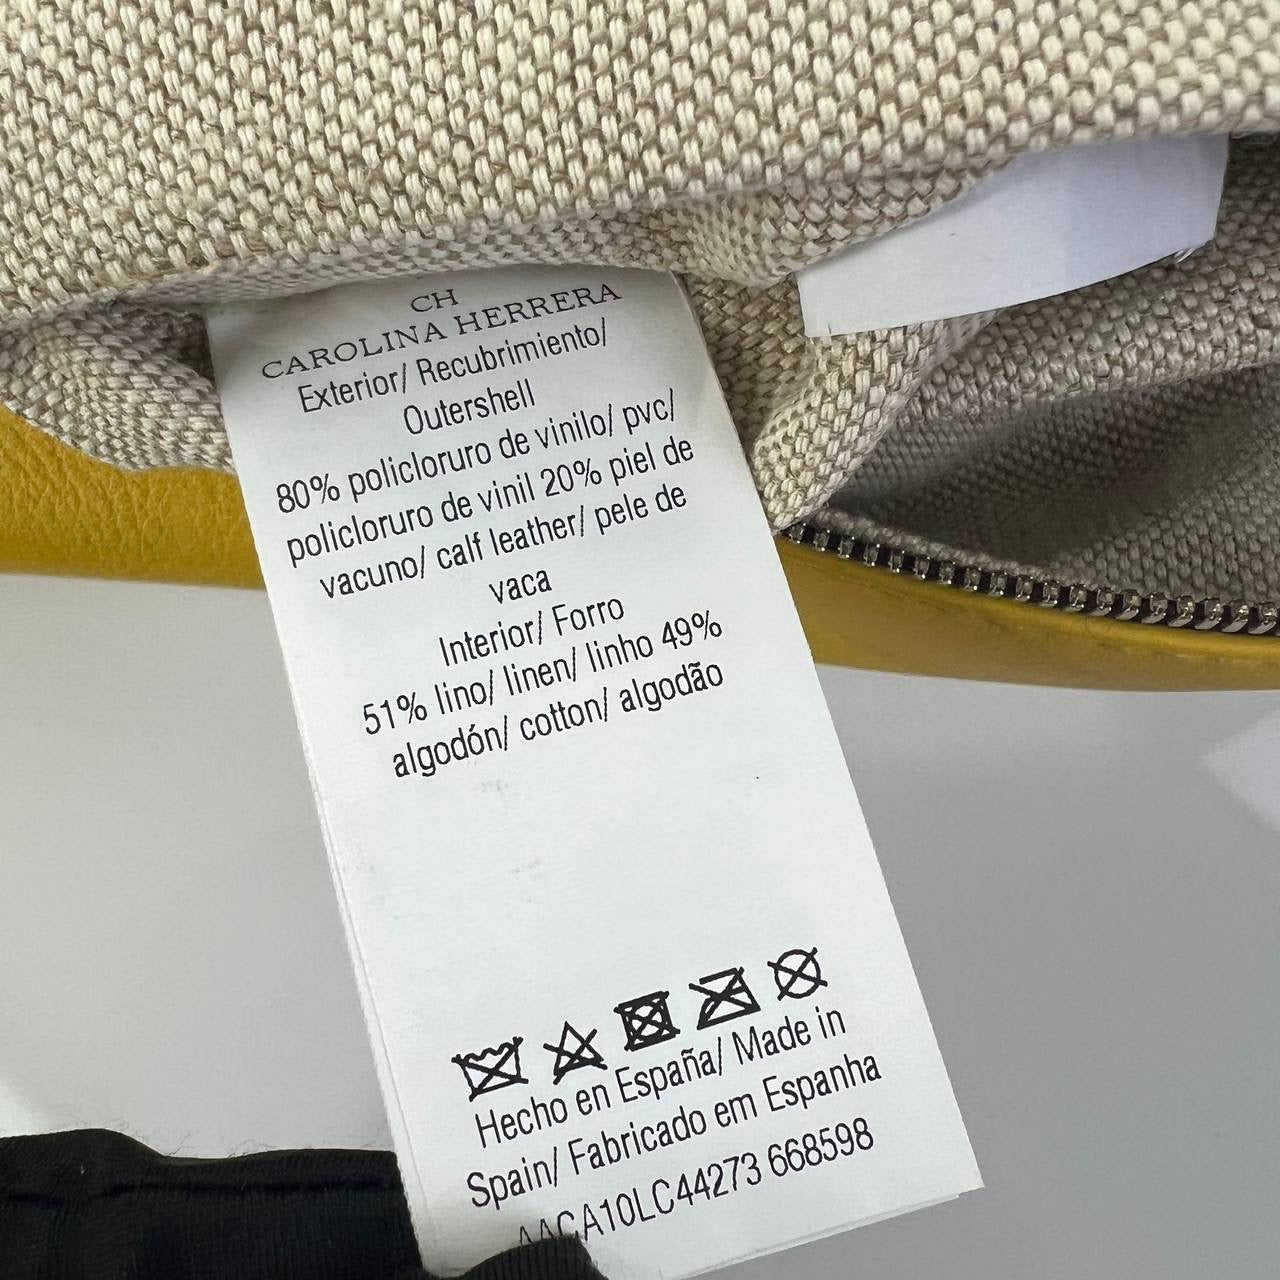 CH
CAROLINA HERRERA
Exterior/ Recubrimiento/
Outershell
80% policloruro de vinilo/ pvc/
policloruro de vinil 20% piel de
vacuno/ calf leather/ pele de
vaca
Interior/ Forro
51% lino/ linen/ linho 49%
algodón/ cotton/ algodão
Hecho en España/ Made in
Spain/ Fabricado em Espanha
AACA10LC44273 668598